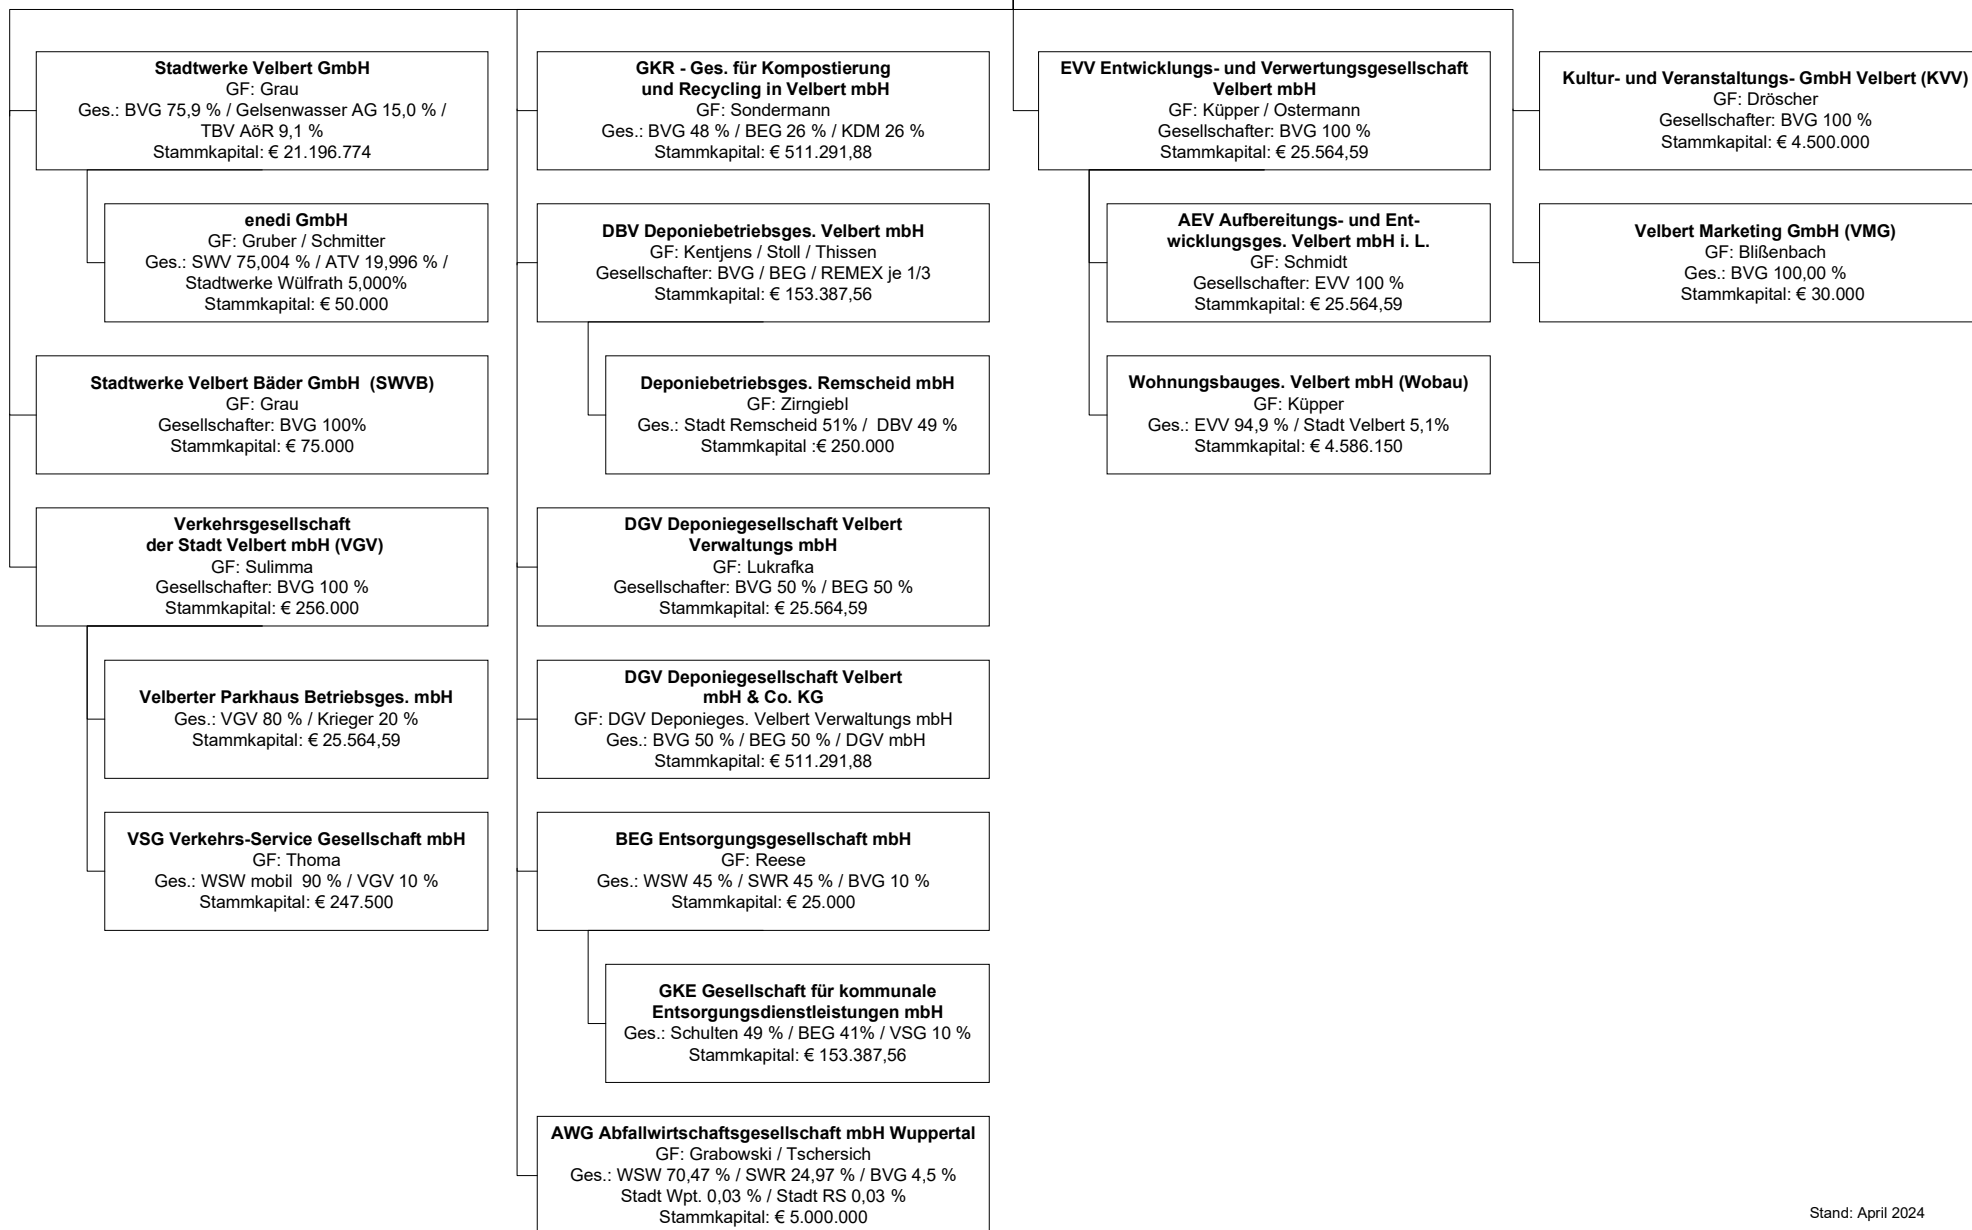 Stadtwerke Velbert GmbH
GF: Grau
Ges.: BVG 75,9 % / Gelsenwasser AG 15,0 % /
TBV AöR 9,1 %
Stammkapital: € 21.196.774
enedi GmbH
GF: Gruber / Schmitter
Ges.: SWV 75,004 % / ATV 19,996 % /
Stadtwerke Wülfrath 5,000%
Stammkapital: € 50.000
Stadtwerke Velbert Bäder GmbH (SWVB)
GF: Grau
Gesellschafter: BVG 100%
Stammkapital: € 75.000
Verkehrsgesellschaft
der Stadt Velbert mbH (VGV)
GF: Sulimma
Gesellschafter: BVG 100 %
Stammkapital: € 256.000
Velberter Parkhaus Betriebsges. mbH
Ges.: VGV 80 % / Krieger 20 %
Stammkapital: € 25.564,59
VSG Verkehrs-Service Gesellschaft mbH
GF: Thoma
Ges.: WSW mobil 90 % / VGV 10 %
Stammkapital: € 247.500
GKR - Ges. für Kompostierung
und Recycling in Velbert mbH
GF: Sondermann
Ges.: BVG 48 % / BEG 26 % / KDM 26 %
Stammkapital: € 511.291,88
DBV Deponiebetriebsges. Velbert mbH
GF: Kentjens / Stoll / Thissen
Gesellschafter: BVG / BEG / REMEX je 1/3
Stammkapital: € 153.387,56
Deponiebetriebsges. Remscheid mbH
GF: Zirngiebl
Ges.: Stadt Remscheid 51% / DBV 49 %
Stammkapital :€ 250.000
DGV Deponiegesellschaft Velbert
Verwaltungs mbH
GF: Lukrafka
Gesellschafter: BVG 50 % / BEG 50 %
Stammkapital: € 25.564,59
DGV Deponiegesellschaft Velbert
mbH & Co. KG
GF: DGV Deponieges. Velbert Verwaltungs mbH
Ges.: BVG 50 % / BEG 50 % / DGV mbH
Stammkapital: € 511.291,88
BEG Entsorgungsgesellschaft mbH
GF: Reese
Ges.: WSW 45 % / SWR 45 % / BVG 10 %
Stammkapital: € 25.000
GKE Gesellschaft für kommunale
Entsorgungsdienstleistungen mbH
Ges.: Schulten 49 % / BEG 41% / VSG 10 %
Stammkapital: € 153.387,56
AWG Abfallwirtschaftsgesellschaft mbH Wuppertal
GF: Grabowski / Tschersich
Ges.: WSW 70,47 % / SWR 24,97 % / BVG 4,5 %
Stadt Wpt. 0,03 % / Stadt RS 0,03 %
Stammkapital: € 5.000.000
EVV Entwicklungs- und Verwertungsgesellschaft
Velbert mbH
GF: Küpper / Ostermann
Gesellschafter: BVG 100 %
Stammkapital: € 25.564,59
AEV Aufbereitungs- und Ent-
wicklungsges. Velbert mbH i. L.
GF: Schmidt
Gesellschafter: EVV 100 %
Stammkapital: € 25.564,59
Wohnungsbauges. Velbert mbH (Wobau)
GF: Küpper
Ges.: EVV 94,9 % / Stadt Velbert 5,1%
Stammkapital: € 4.586.150
Kultur- und Veranstaltungs- GmbH Velbert (KVV)
GF: Dröscher
Gesellschafter: BVG 100 %
Stammkapital: € 4.500.000
Velbert Marketing GmbH (VMG)
GF: Blißenbach
Ges.: BVG 100,00 %
Stammkapital: € 30.000
Stand: April 2024